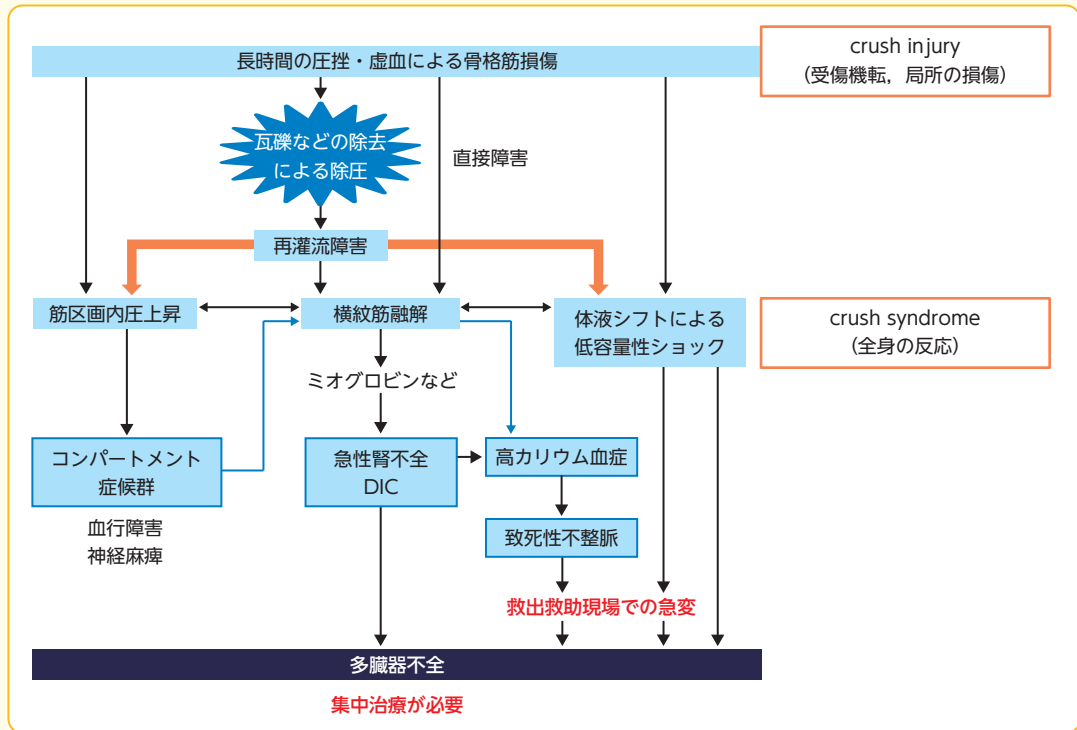 長時間の圧挫・虚血による骨格筋損傷
crush injury
（受傷機転，局所の損傷）
瓦礫などの除去
による除圧
直接障害
再灌流障害
筋区画内圧上昇
横紋筋融解
体液シフトによる
低容量性ショック
crush syndrome
（全身の反応）
ミオグロビンなど
コンパートメント
症候群
急性腎不全
DIC
高カリウム血症
血行障害
神経麻痺
致死性不整脈
救出救助現場での急変
多臓器不全
集中治療が必要